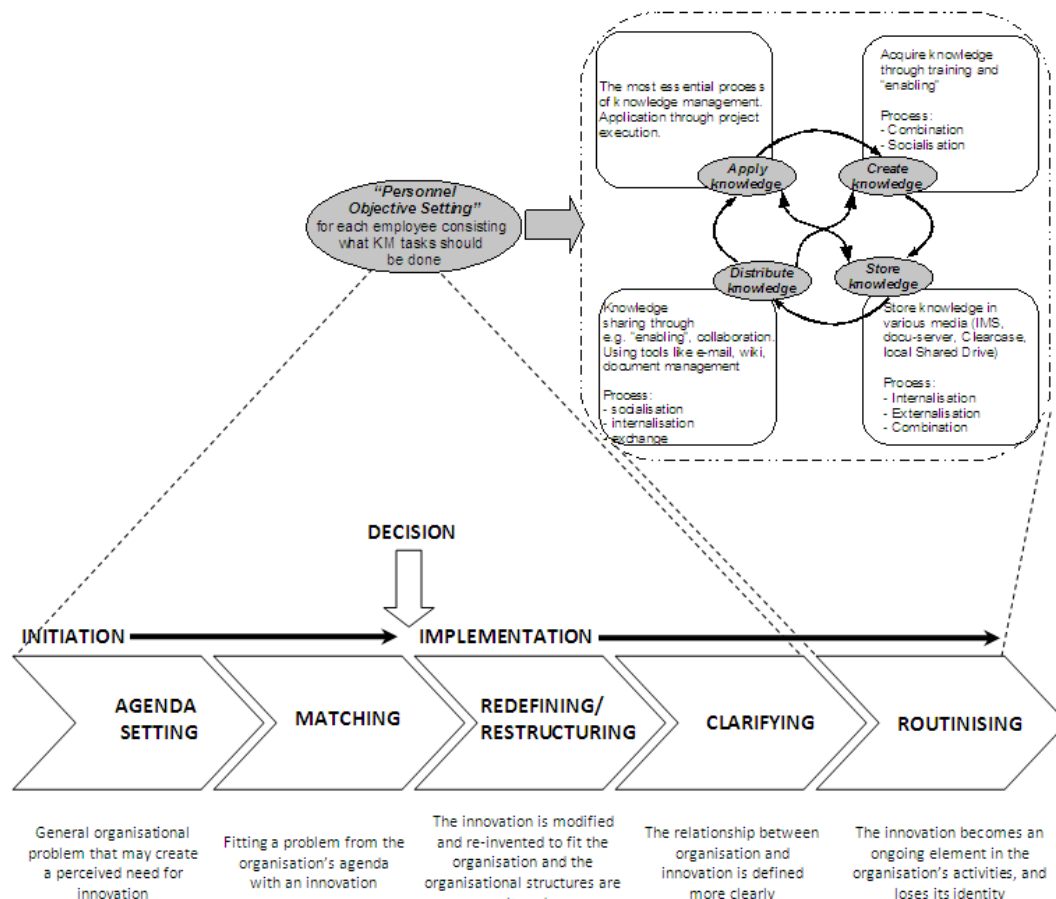 The most essential process
of knowledge management.
Application through project
execution.
Acquire knowledge
through training and
"enabling"
Process:
- Combination
- Socialisation
Apply
knowledge
Create
knowledge
"Personnel
Objective Setting"
for each employee consisting
what KM tasks should
be done
Distribute
knowledge
Store
knowledge
Knowledge
sharing through
e.g. "enabling", collaboration.
Using tools like e-mail, wiki,
document management
Process:
- socialisation
- internalisation
- exchange
Store knowledge in
various media (IMS,
docu-server, Clearcase,
local Shared Drive)
Process:
- Internalisation
- Externalisation
- Combination
DECISION
INITIATION
IMPLEMENTATION
AGENDA
SETTING
MATCHING
REDEFINING/
RESTRUCTURING
CLARIFYING
ROUTINISING
General organisational
problem that may create
a perceived need for
innovation
Fitting a problem from the
organisation's agenda
with an innovation
The innovation is modified
and re-invented to fit the
organisation and the
organisational structures are
The relationship between
organisation and
innovation is defined
more clearly
The innovation becomes an
ongoing element in the
organisation's activities, and
loses its identity